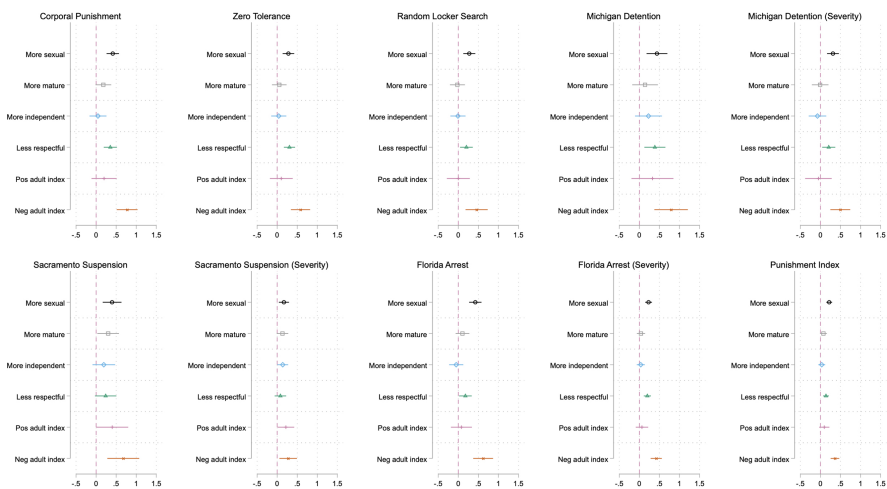 Corporal Punishment
More sexual
More mature
More independent
Less respectful
Pos adult index
Neg adult index
-.5 0 .5 1 1.5
Zero Tolerance
More sexual
More mature
More independent
Less respectful
Pos adult index
Neg adult index
-.5 0 .5 1 1.5
Random Locker Search
More sexual
More mature
More independent
Less respectful
Pos adult index
Neg adult index
-.5 0 .5 1 1.5
Michigan Detention
More sexual
More mature
More independent
Less respectful
Pos adult index
Neg adult index
-.5 0 .5 1 1.5
Michigan Detention (Severity)
More sexual
More mature
More independent
Less respectful
Pos adult index
Neg adult index
-.5 0 .5 1 1.5
Sacramento Suspension
More sexual
More mature
More independent
Less respectful
Pos adult index
Neg adult index
-.5 0 .5 1 1.5
Sacramento Suspension (Severity)
More sexual
More mature
More independent
Less respectful
Pos adult index
Neg adult index
-.5 0 .5 1 1.5
Florida Arrest
More sexual
More mature
More independent
Less respectful
Pos adult index
Neg adult index
-.5 0 .5 1 1.5
Florida Arrest (Severity)
More sexual
More mature
More independent
Less respectful
Pos adult index
Neg adult index
-.5 0 .5 1 1.5
Punishment Index
More sexual
More mature
More independent
Less respectful
Pos adult index
Neg adult index
-.5 0 .5 1 1.5